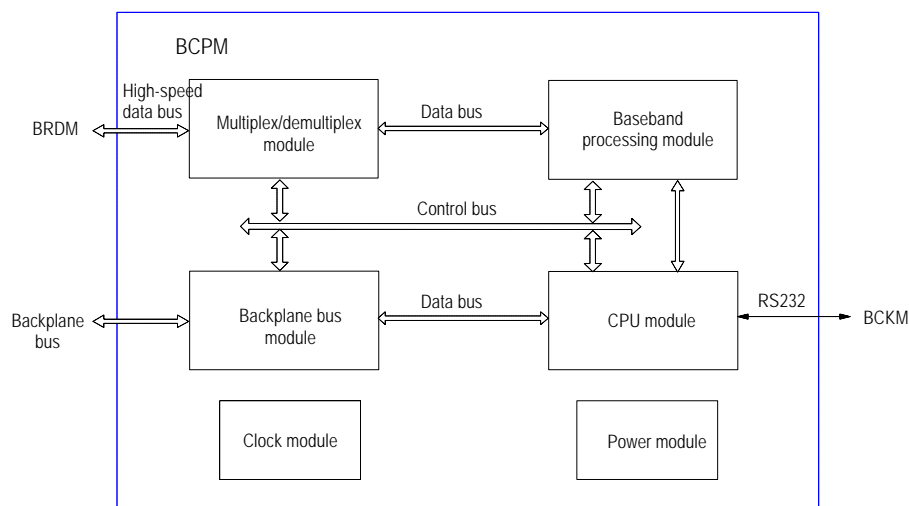 BCPM
High-speed
data bus
BRDM
Multiplex/demultiplex
module
Data bus
Baseband
processing module
Control bus
Backplane
bus
Backplane bus
module
Data bus
CPU module
RS232
BCKM
Clock module
Power module